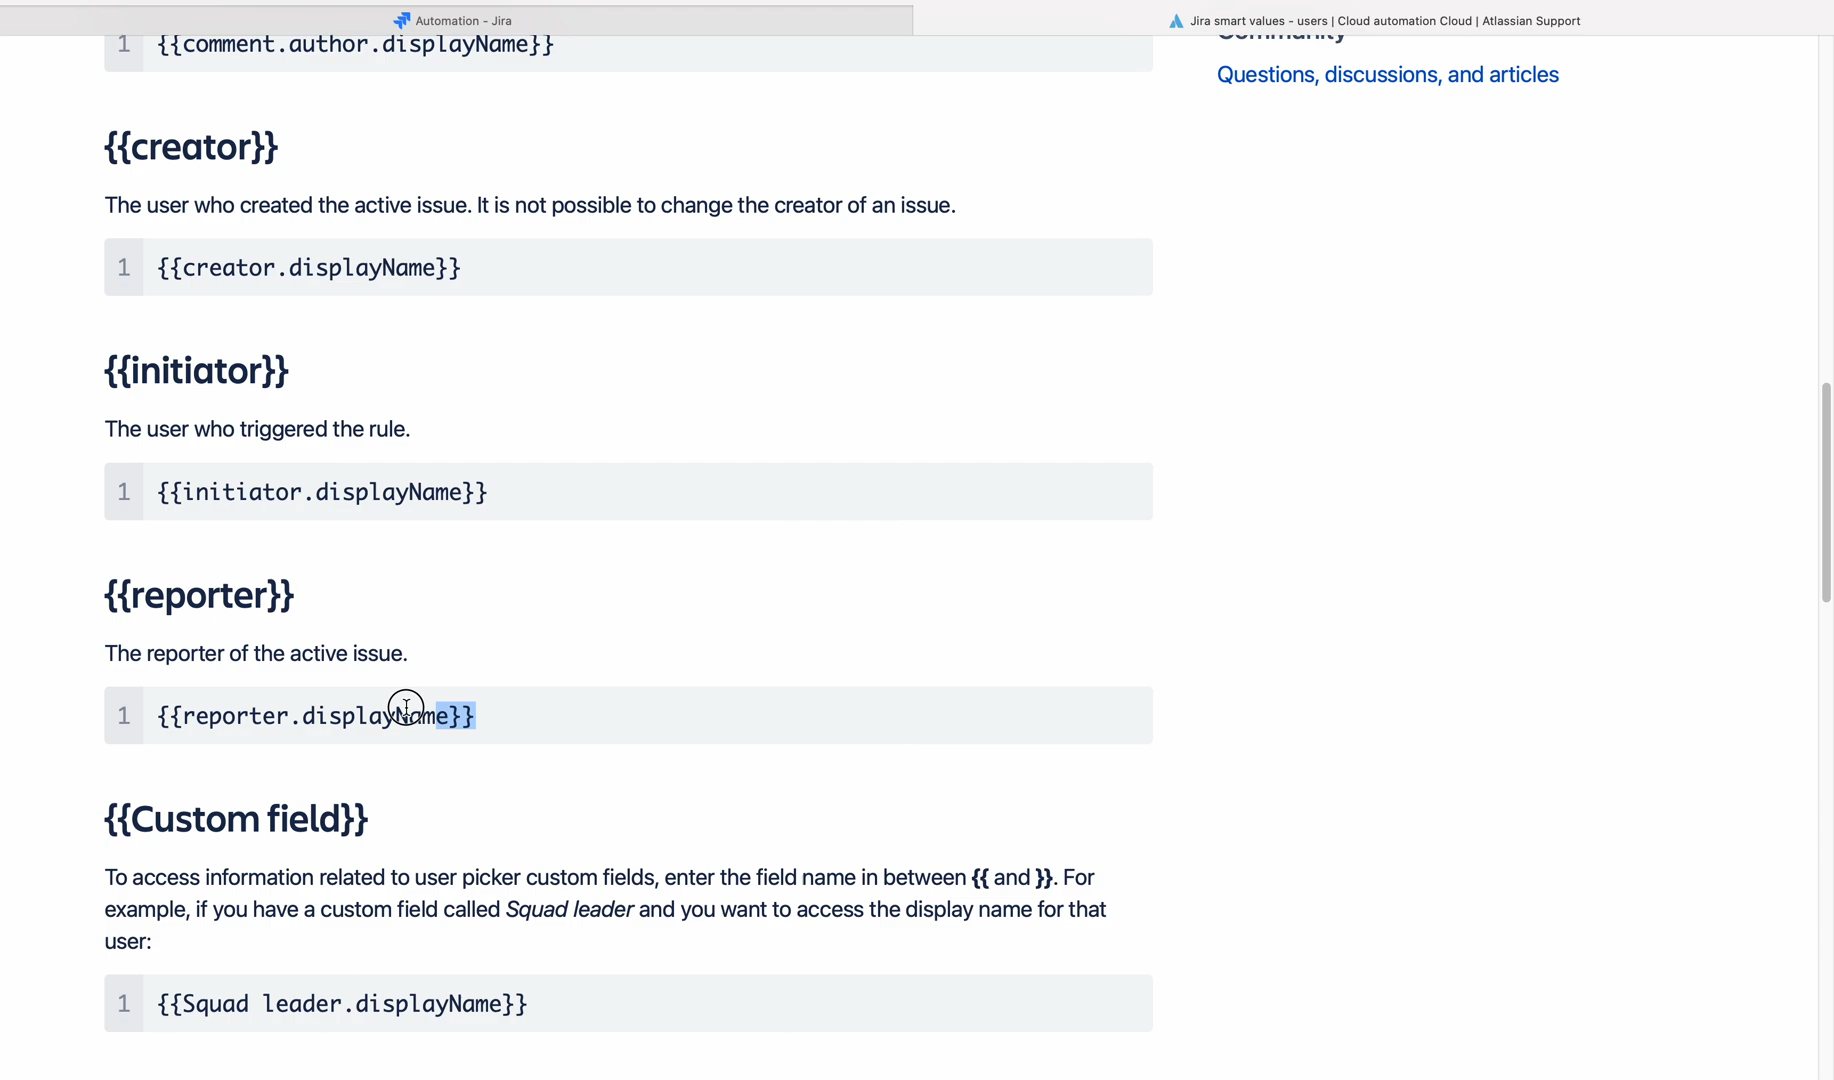 Automation - Jira
Jira smart values - users | Cloud automation Cloud | Atlassian Support
1 {{comment.author.displayName}}
Community
Questions, discussions, and articles
{{creator}}
The user who created the active issue. It is not possible to change the creator of an issue.
1 {{creator.displayName}}
{{initiator}}
The user who triggered the rule.
1 {{initiator.displayName}}
{{reporter}}
The reporter of the active issue.
1 {{reporter.displayName}}
{{Custom field}}
To access information related to user picker custom fields, enter the field name in between {{ and }}. For
example, if you have a custom field called Squad leader and you want to access the display name for that
user:
1 {{Squad leader.displayName}}